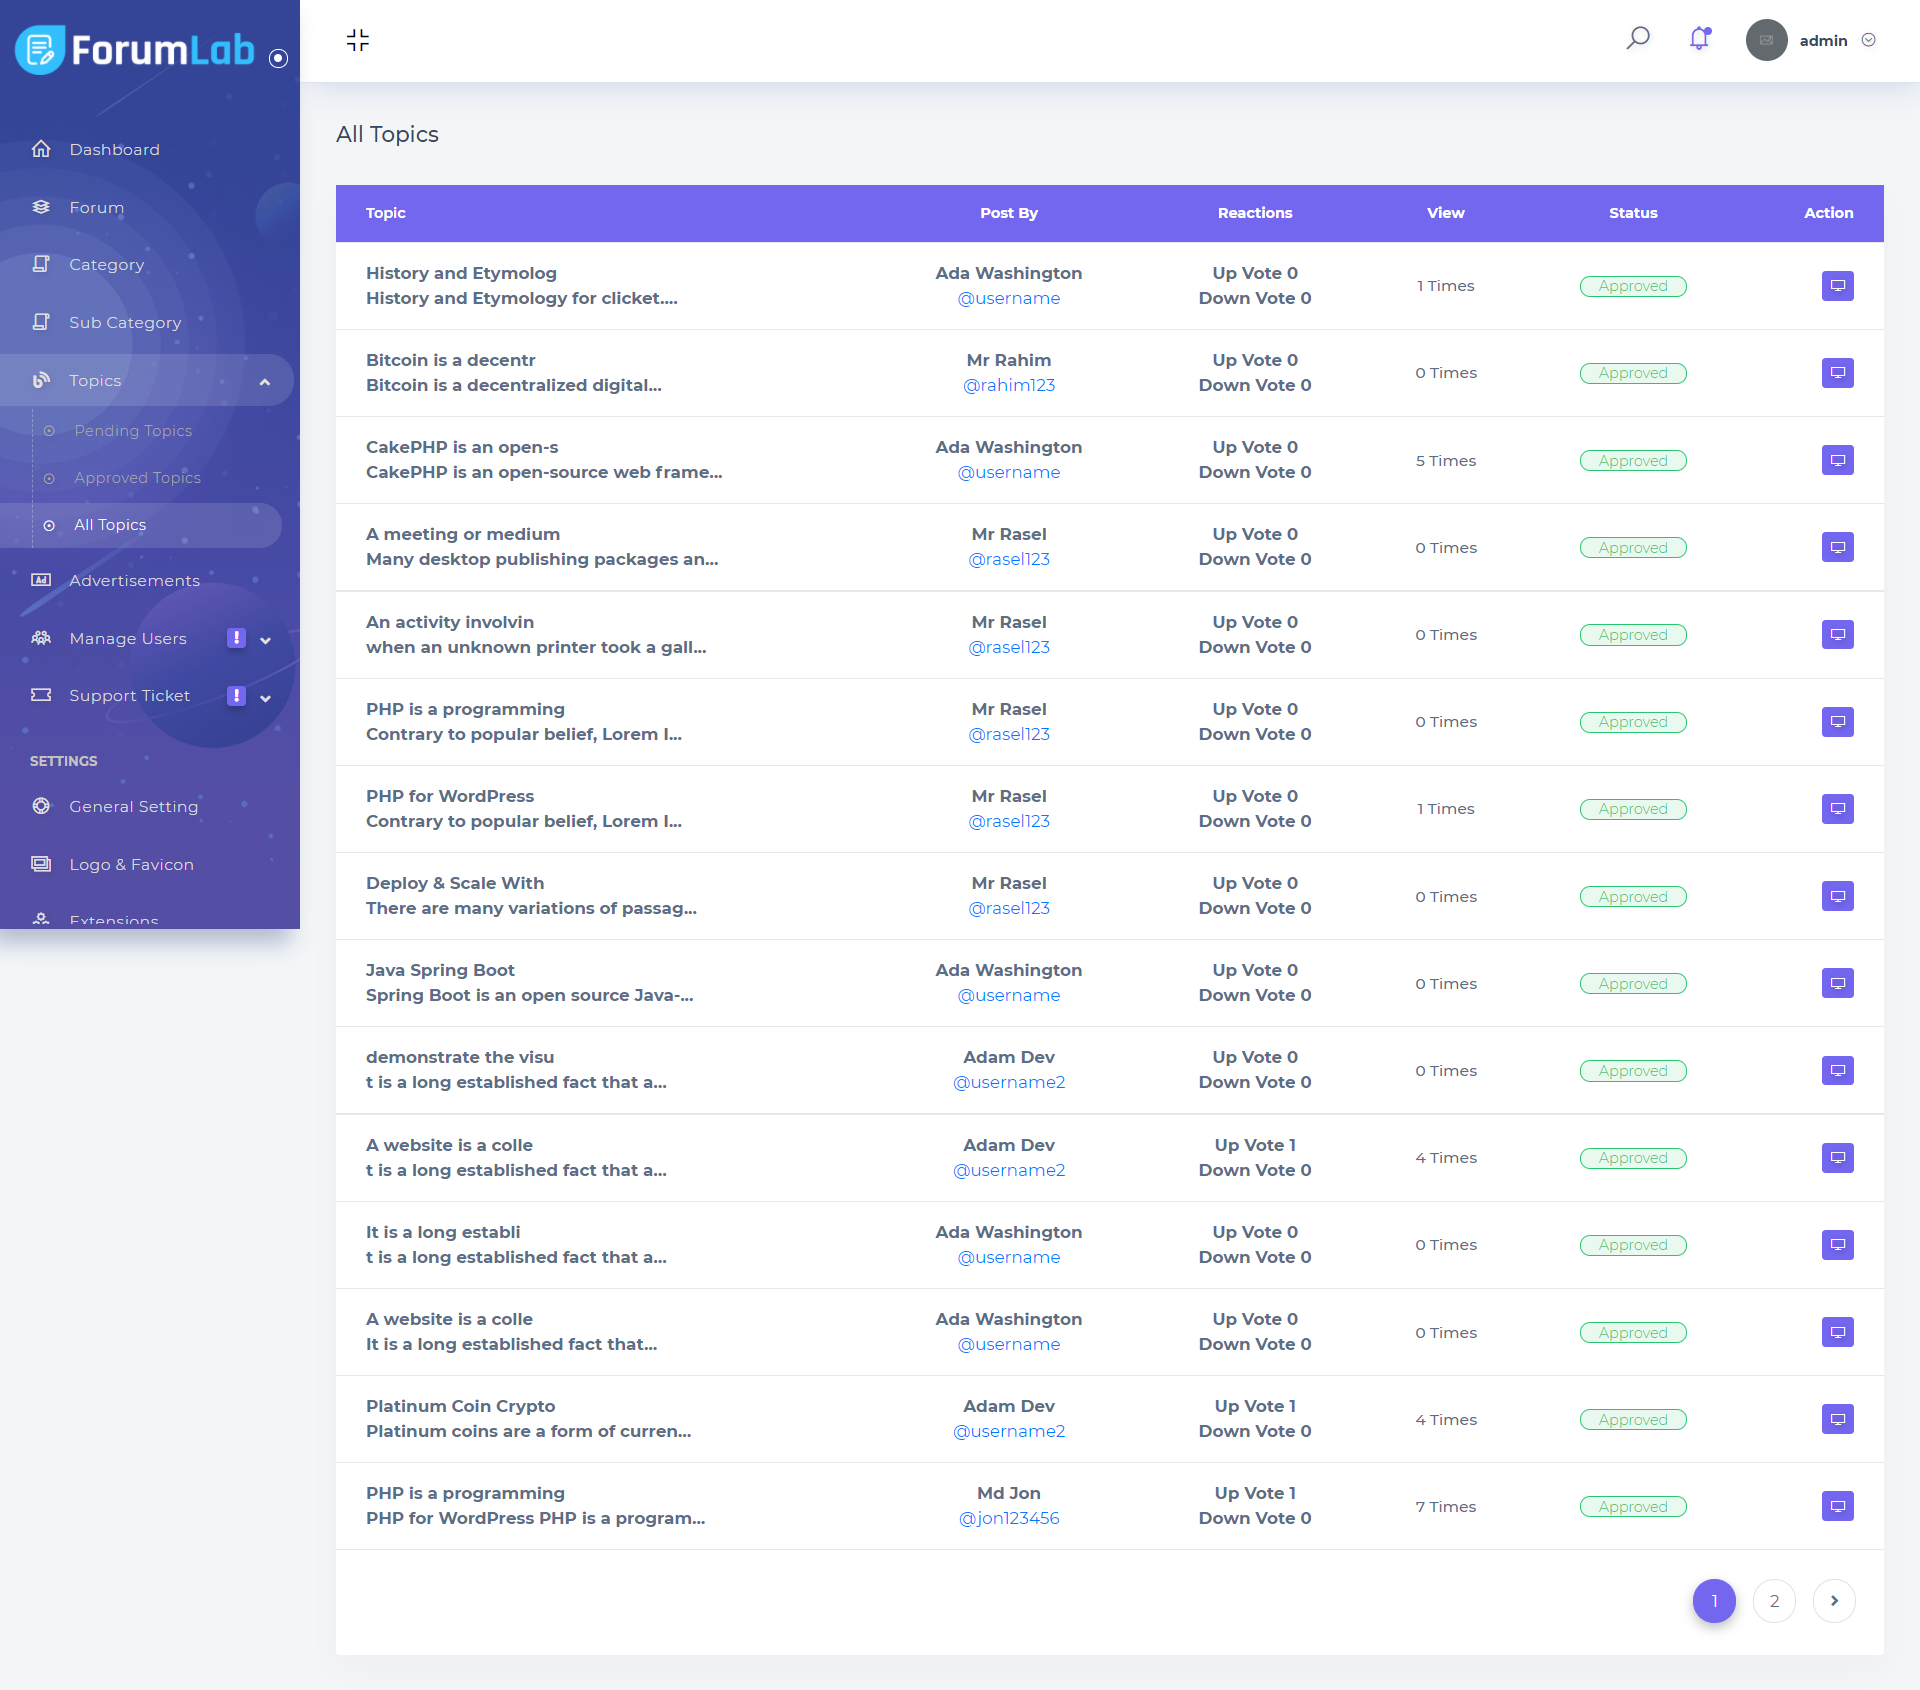 ForumLab
Dashboard
Forum
Category
Sub Category
Topics
Pending Topics
Approved Topics
All Topics
Ad
Advertisements
Manage Users !
Support Ticket !
SETTINGS
General Setting
Logo & Favicon
Extensions
admin
All Topics
Topic Post By Reactions View Status Action
History and Etymolog Ada Washington Up Vote 0
History and Etymology for clicket.... @username Down Vote 0 1 Times Approved
Bitcoin is a decentr Mr Rahim Up Vote 0
Bitcoin is a decentralized digital... @rahim123 Down Vote 0 0 Times Approved
CakePHP is an open-s Ada Washington Up Vote 0
CakePHP is an open-source web frame... @username Down Vote 0 5 Times Approved
A meeting or medium Mr Rasel Up Vote 0
Many desktop publishing packages an... @rasel123 Down Vote 0 0 Times Approved
An activity involvin Mr Rasel Up Vote 0
when an unknown printer took a gall... @rasel123 Down Vote 0 0 Times Approved
PHP is a programming Mr Rasel Up Vote 0
Contrary to popular belief, Lorem I... @rasel123 Down Vote 0 0 Times Approved
PHP for WordPress Mr Rasel Up Vote 0
Contrary to popular belief, Lorem I... @rasel123 Down Vote 0 1 Times Approved
Deploy & Scale With Mr Rasel Up Vote 0
There are many variations of passag... @rasel123 Down Vote 0 0 Times Approved
Java Spring Boot Ada Washington Up Vote 0
Spring Boot is an open source Java-... @username Down Vote 0 0 Times Approved
demonstrate the visu Adam Dev Up Vote 0
t is a long established fact that a... @username2 Down Vote 0 0 Times Approved
A website is a colle Adam Dev Up Vote 1
t is a long established fact that a... @username2 Down Vote 0 4 Times Approved
It is a long establi Ada Washington Up Vote 0
t is a long established fact that a... @username Down Vote 0 0 Times Approved
A website is a colle Ada Washington Up Vote 0
It is a long established fact that... @username Down Vote 0 0 Times Approved
Platinum Coin Crypto Adam Dev Up Vote 1
Platinum coins are a form of curren... @username2 Down Vote 0 4 Times Approved
PHP is a programming Md Jon Up Vote 1
PHP for WordPress PHP is a program... @jon123456 Down Vote 0 7 Times Approved
1 2